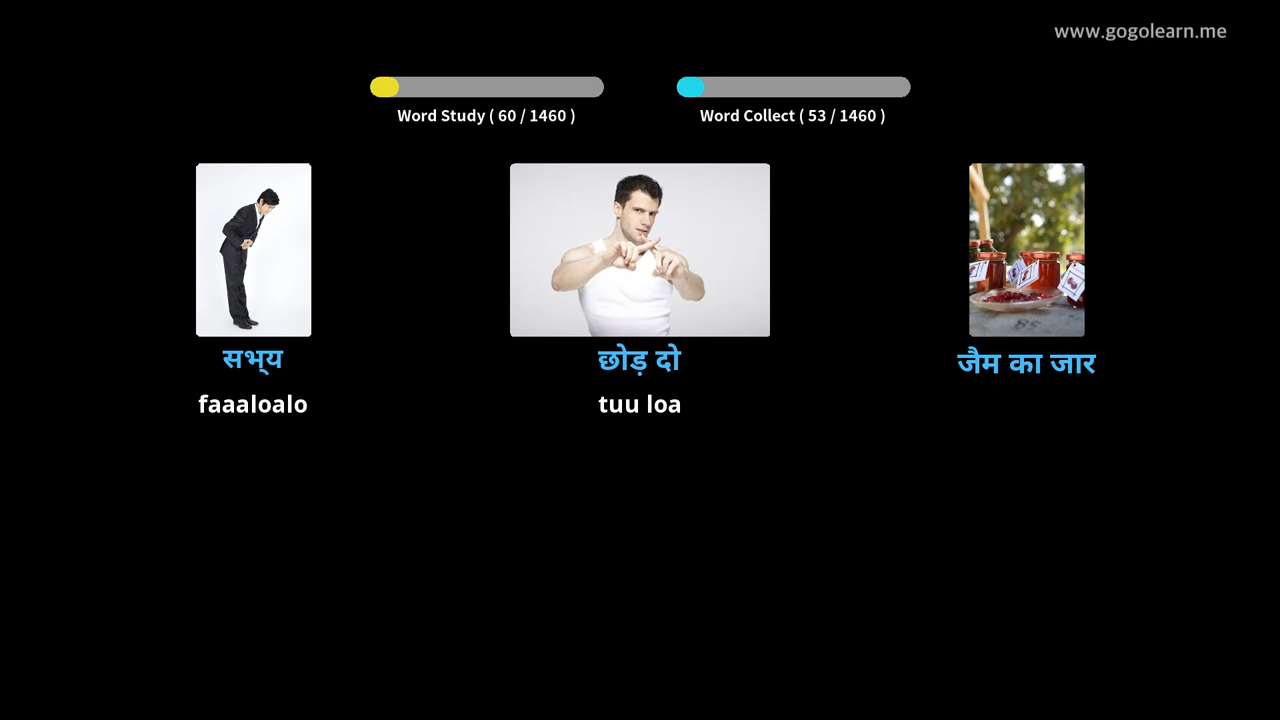 www.gogolearn.me
Word Study ( 60 / 1460 )
Word Collect ( 53 / 1460 )
सभ्य
छोड़ दो
जैम का जार
faaaloalo
tuu loa